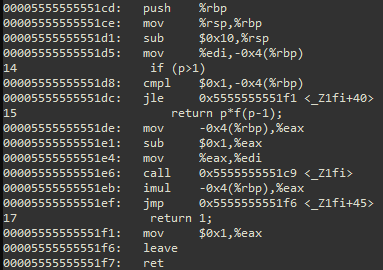 00005555555551cd:   push   %rbp
00005555555551ce:   mov    %rsp,%rbp
00005555555551d1:   sub    $0x10,%rsp
00005555555551d5:   mov    %edi,-0x4(%rbp)
14                  if (p>1)
00005555555551d8:   cmpl   $0x1,-0x4(%rbp)
00005555555551dc:   jle    0x5555555551f1 <_Z1fi+40>
15                      return p*f(p-1);
00005555555551de:   mov    -0x4(%rbp),%eax
00005555555551e1:   sub    $0x1,%eax
00005555555551e4:   mov    %eax,%edi
00005555555551e6:   call   0x5555555551c9 <_Z1fi>
00005555555551eb:   imul   -0x4(%rbp),%eax
00005555555551ef:   jmp    0x5555555551f6 <_Z1fi+45>
17                  return 1;
00005555555551f1:   mov    $0x1,%eax
00005555555551f6:   leave
00005555555551f7:   ret